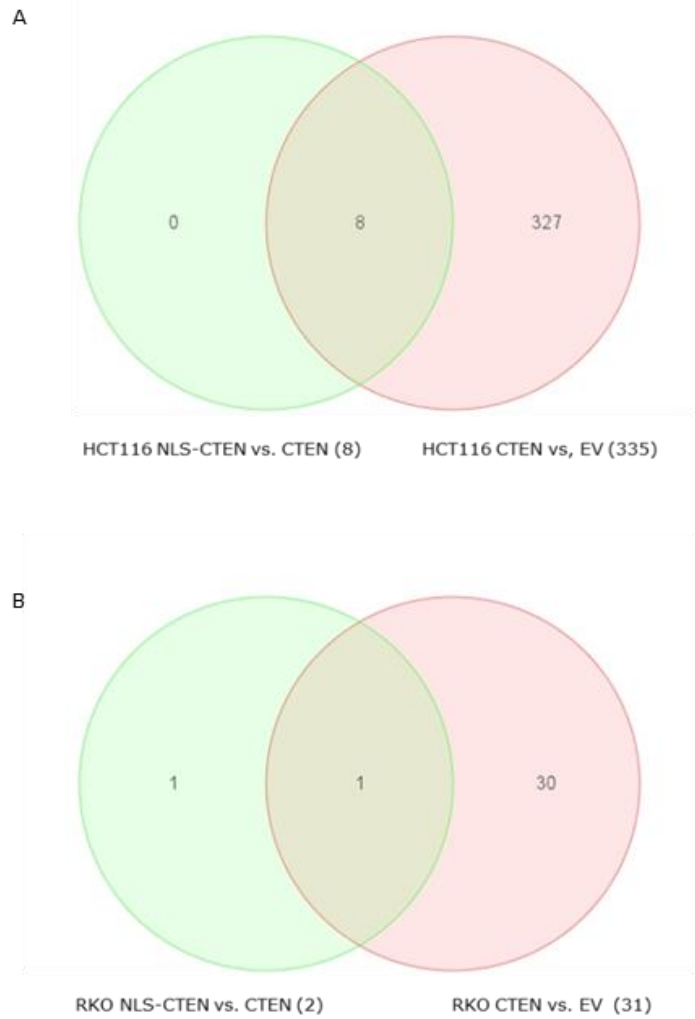 A
0 8 327
HCT116 NLS-CTEN vs. CTEN (8) HCT116 CTEN vs, EV (335)
B
1 1 30
RKO NLS-CTEN vs. CTEN (2) RKO CTEN vs. EV (31)